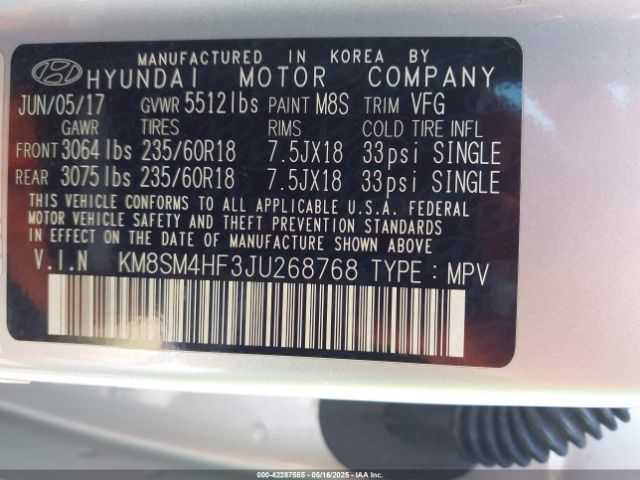 MANUFACTURED IN KOREA BY
HYUNDAI MOTOR COMPANY
JUN/05/17 GVWR 5512lbs PAINT M8S TRIM VFG
GAWR TIRES RIMS COLD TIRE INFL
FRONT 3064lbs 235/60R18 7.5JX18 33psi SINGLE
REAR 3075lbs 235/60R18 7.5JX18 33psi SINGLE
THIS VEHICLE CONFORMS TO ALL APPLICABLE U.S.A. FEDERAL
MOTOR VEHICLE SAFETY AND THEFT PREVENTION STANDARDS
IN EFFECT ON THE DATE OF MANUFACTURE SHOWN ABOVE.
V.I.N KM8SM4HF3JU268768 TYPE : MPV
000-42287585 - 05/16/2025 - Copyright IAA, Inc.